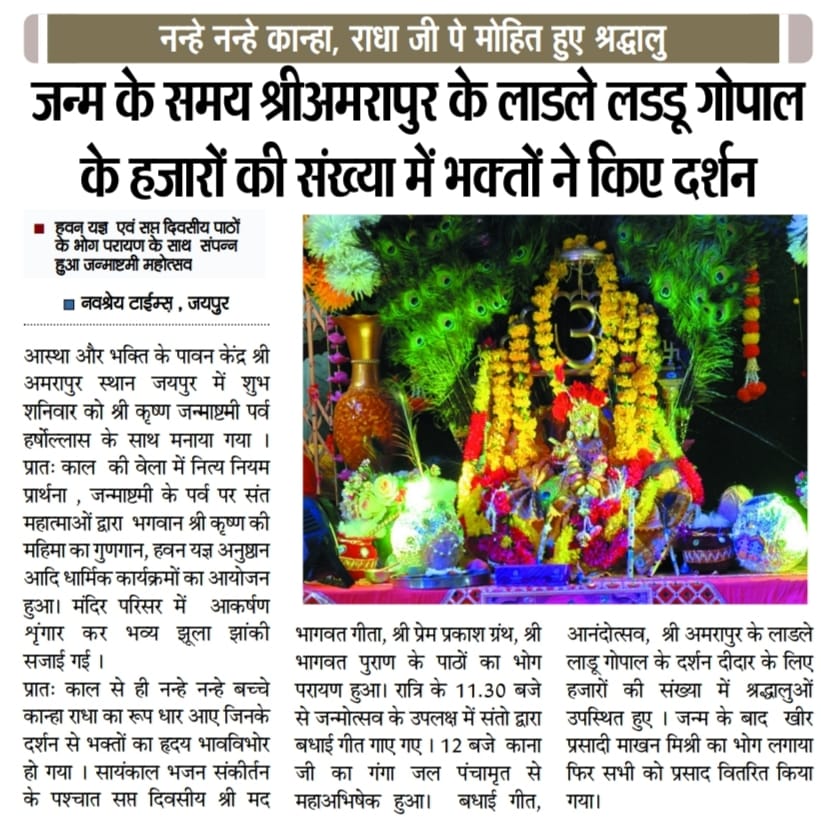 नन्हे नन्हे कान्हा, राधा जी पे मोहित हुए श्रद्धालु
जन्म के समय श्रीअमरापुर के लाडले लडडू गोपाल
के हजारों की संख्या में भक्तों ने किए दर्शन
हवन यज्ञ एवं सप्त दिवसीय पाठों
के भोग परायण के साथ संपन्न
हुआ जन्माष्टमी महोत्सव
नवश्रेय टाईम्स , जयपुर
आस्था और भक्ति के पावन केंद्र श्री
अमरापुर स्थान जयपुर में शुभ
शनिवार को श्री कृष्ण जन्माष्टमी पर्व
हर्षोल्लास के साथ मनाया गया ।
प्रातः काल की वेला में नित्य नियम
प्रार्थना , जन्माष्टमी के पर्व पर संत
महात्माओं द्वारा भगवान श्री कृष्ण की
महिमा का गुणगान, हवन यज्ञ अनुष्ठान
आदि धार्मिक कार्यक्रमों का आयोजन
हुआ। मंदिर परिसर में आकर्षण
शृंगार कर भव्य झूला झांकी
सजाई गई ।
प्रातः काल से ही नन्हे नन्हे बच्चे
कान्हा राधा का रूप धार आए जिनके
दर्शन से भक्तों का हृदय भावविभोर
हो गया । सायंकाल भजन संकीर्तन
के पश्चात सप्त दिवसीय श्री मद
भागवत गीता, श्री प्रेम प्रकाश ग्रंथ, श्री
भागवत पुराण के पाठों का भोग
परायण हुआ। रात्रि के 11.30 बजे
से जन्मोत्सव के उपलक्ष में संतो द्वारा
बधाई गीत गाए गए । 12 बजे काना
जी का गंगा जल पंचामृत से
महाअभिषेक हुआ। बधाई गीत,
आनंदोत्सव, श्री अमरापुर के लाडले
लाडू गोपाल के दर्शन दीदार के लिए
हजारों की संख्या में श्रद्धालुओं
उपस्थित हुए । जन्म के बाद खीर
प्रसादी माखन मिश्री का भोग लगाया
फिर सभी को प्रसाद वितरित किया
गया।
ॐ